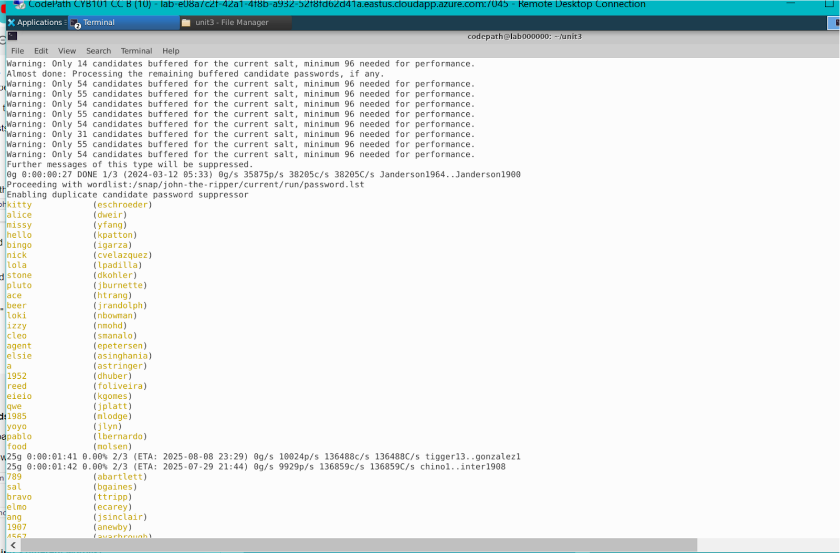 CodePath CYB101 CC B (10) - lab-e08a7c2f-42a1-4f8b-a932-52f8fd62d41a.eastus.cloudapp.azure.com:7045 - Remote Desktop Connection
Applications Terminal unit3 - File Manager
codepath@lab000000: ~/unit3
File Edit View Search Terminal Help
Warning: Only 14 candidates buffered for the current salt, minimum 96 needed for performance.
Almost done: Processing the remaining buffered candidate passwords, if any.
Warning: Only 54 candidates buffered for the current salt, minimum 96 needed for performance.
Warning: Only 55 candidates buffered for the current salt, minimum 96 needed for performance.
Warning: Only 54 candidates buffered for the current salt, minimum 96 needed for performance.
Warning: Only 55 candidates buffered for the current salt, minimum 96 needed for performance.
Warning: Only 54 candidates buffered for the current salt, minimum 96 needed for performance.
Warning: Only 31 candidates buffered for the current salt, minimum 96 needed for performance.
Warning: Only 55 candidates buffered for the current salt, minimum 96 needed for performance.
Warning: Only 54 candidates buffered for the current salt, minimum 96 needed for performance.
Further messages of this type will be suppressed.
0g 0:00:00:27 DONE 1/3 (2024-03-12 05:33) 0g/s 35875p/s 38205c/s 38205C/s Janderson1964..Janderson1900
Proceeding with wordlist:/snap/john-the-ripper/current/run/password.lst
Enabling duplicate candidate password suppressor
kitty (eschroeder)
alice (dweir)
missy (yfang)
hello (kpatton)
bingo (igarza)
nick (cvelazquez)
lola (lpadilla)
stone (dkohler)
pluto (jburnette)
ace (htrang)
beer (jrandolph)
loki (nbowman)
izzy (nmohd)
cleo (smanalo)
agent (epetersen)
elsie (asinghania)
a (astringer)
1952 (dhuber)
reed (foliveira)
eieio (kgomes)
qwe (jplatt)
1985 (mlodge)
yoyo (jlyn)
pablo (lbernardo)
food (molsen)
25g 0:00:01:41 0.00% 2/3 (ETA: 2025-08-08 23:29) 0g/s 10024p/s 136488c/s 136488C/s tigger13..gonzalez1
25g 0:00:01:42 0.00% 2/3 (ETA: 2025-07-29 21:44) 0g/s 9929p/s 136859c/s 136859C/s chino1..inter1908
789 (abartlett)
sal (bgaines)
bravo (ttripp)
elmo (ecarey)
ang (jsinclair)
1907 (anewby)
4567 (ayarbrough)